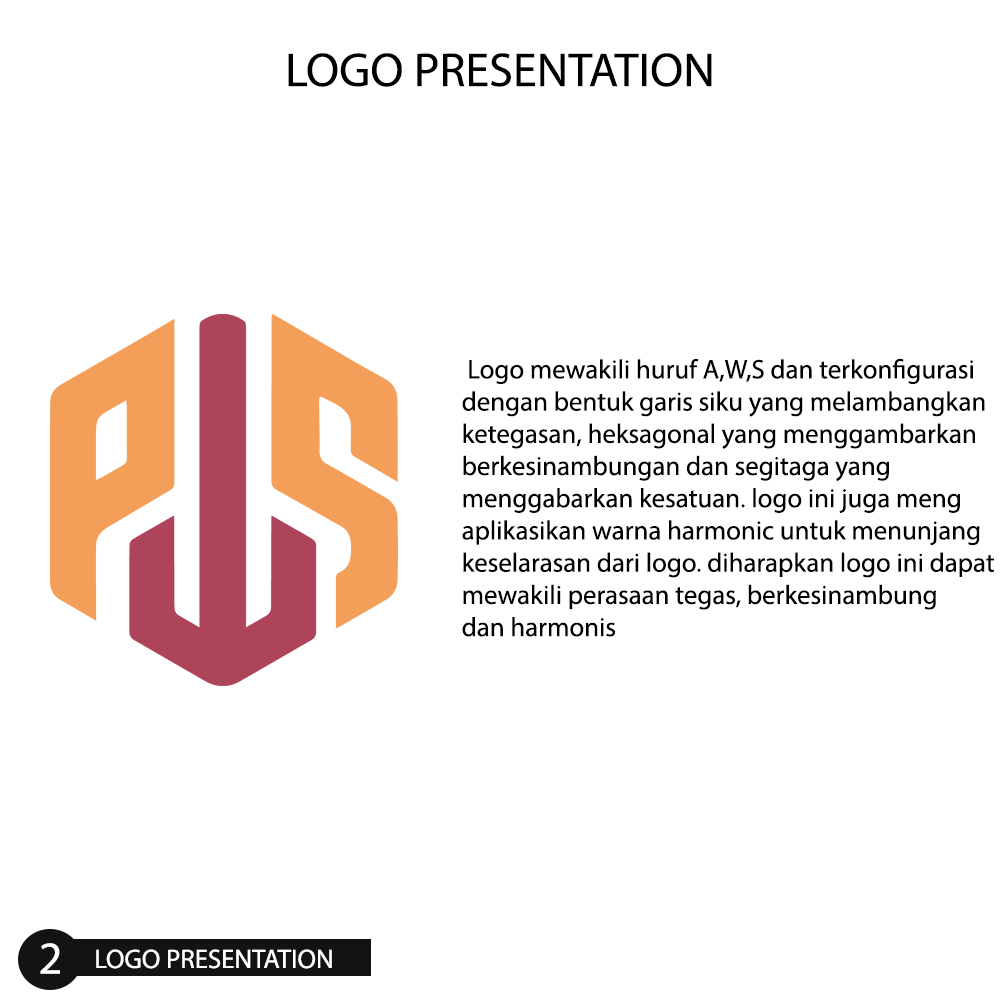 LOGO PRESENTATION
PWS
Logo mewakili huruf A,W,S dan terkonfigurasi
dengan bentuk garis siku yang melambangkan
ketegasan, heksagonal yang menggambarkan
berkesinambungan dan segitaga yang
menggabarkan kesatuan. logo ini juga meng
aplikasikan warna harmonic untuk menunjang
keselarasan dari logo. diharapkan logo ini dapat
mewakili perasaan tegas, berkesinambung
dan harmonis
2 LOGO PRESENTATION